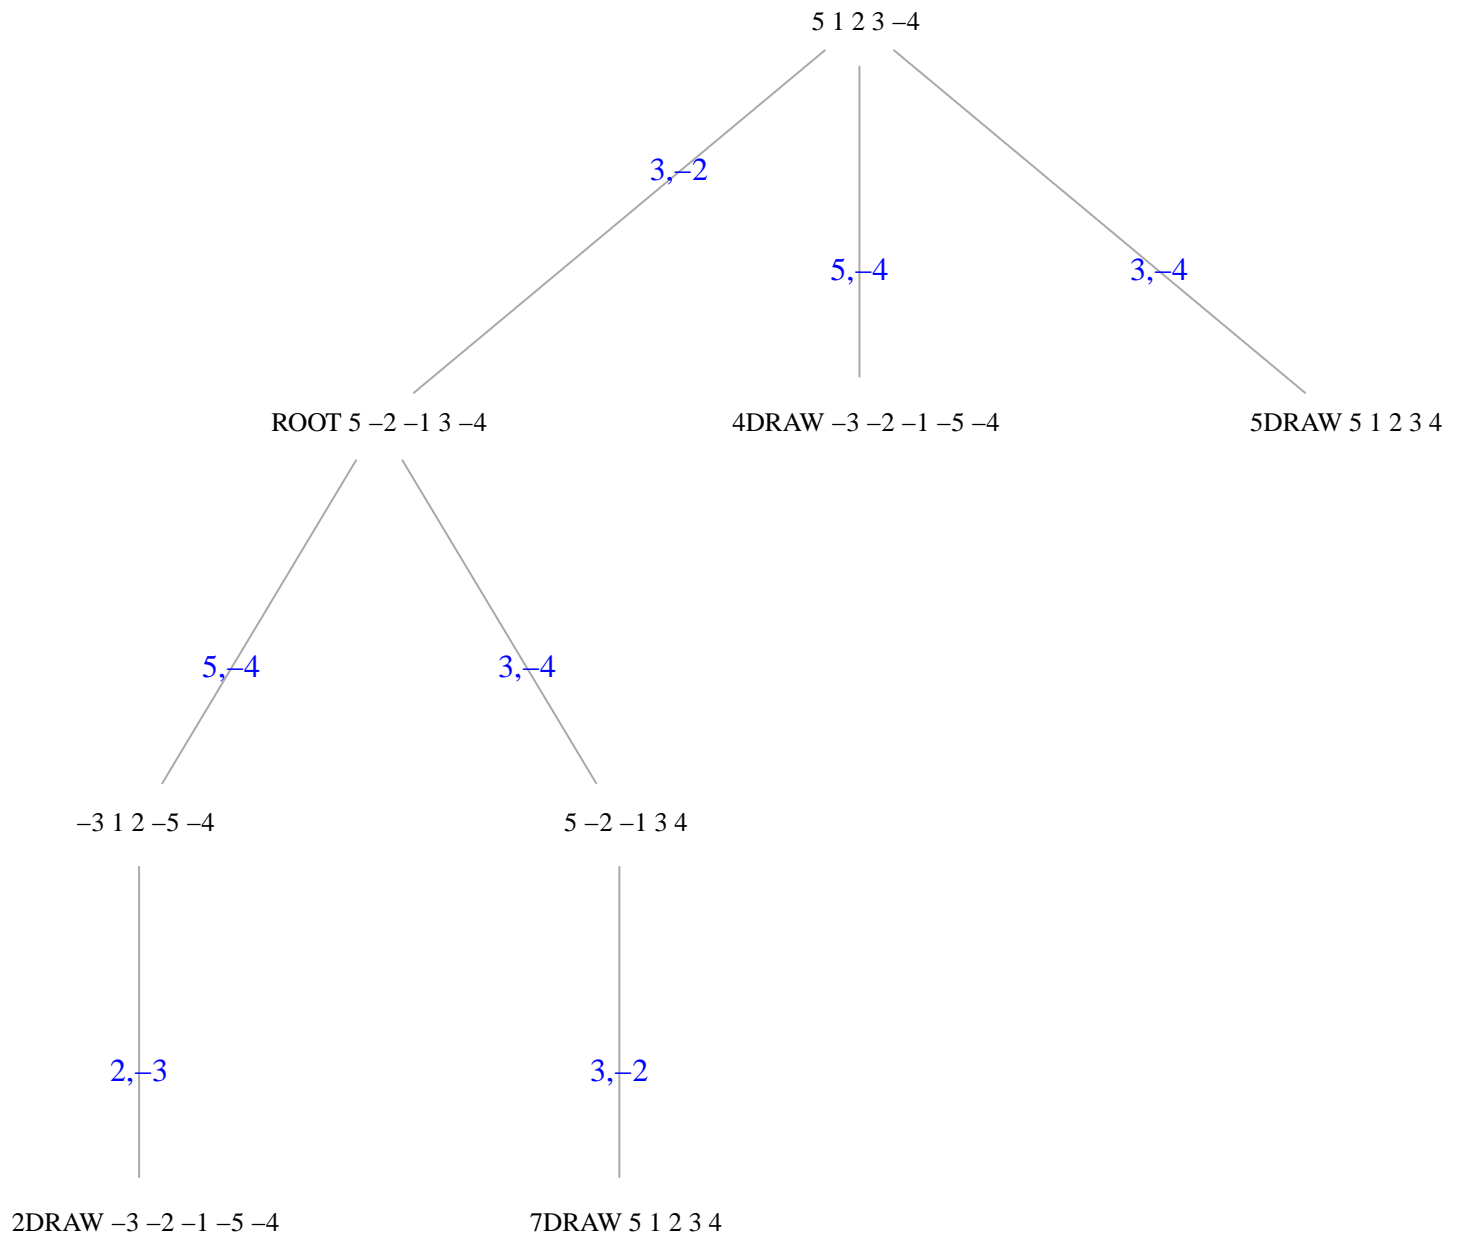 5 1 2 3 –4
3,–2
5,–4
3,–4
ROOT 5 –2 –1 3 –4
4DRAW –3 –2 –1 –5 –4
5DRAW 5 1 2 3 4
5,–4
3,–4
–3 1 2 –5 –4
5 –2 –1 3 4
2,–3
3,–2
2DRAW –3 –2 –1 –5 –4
7DRAW 5 1 2 3 4